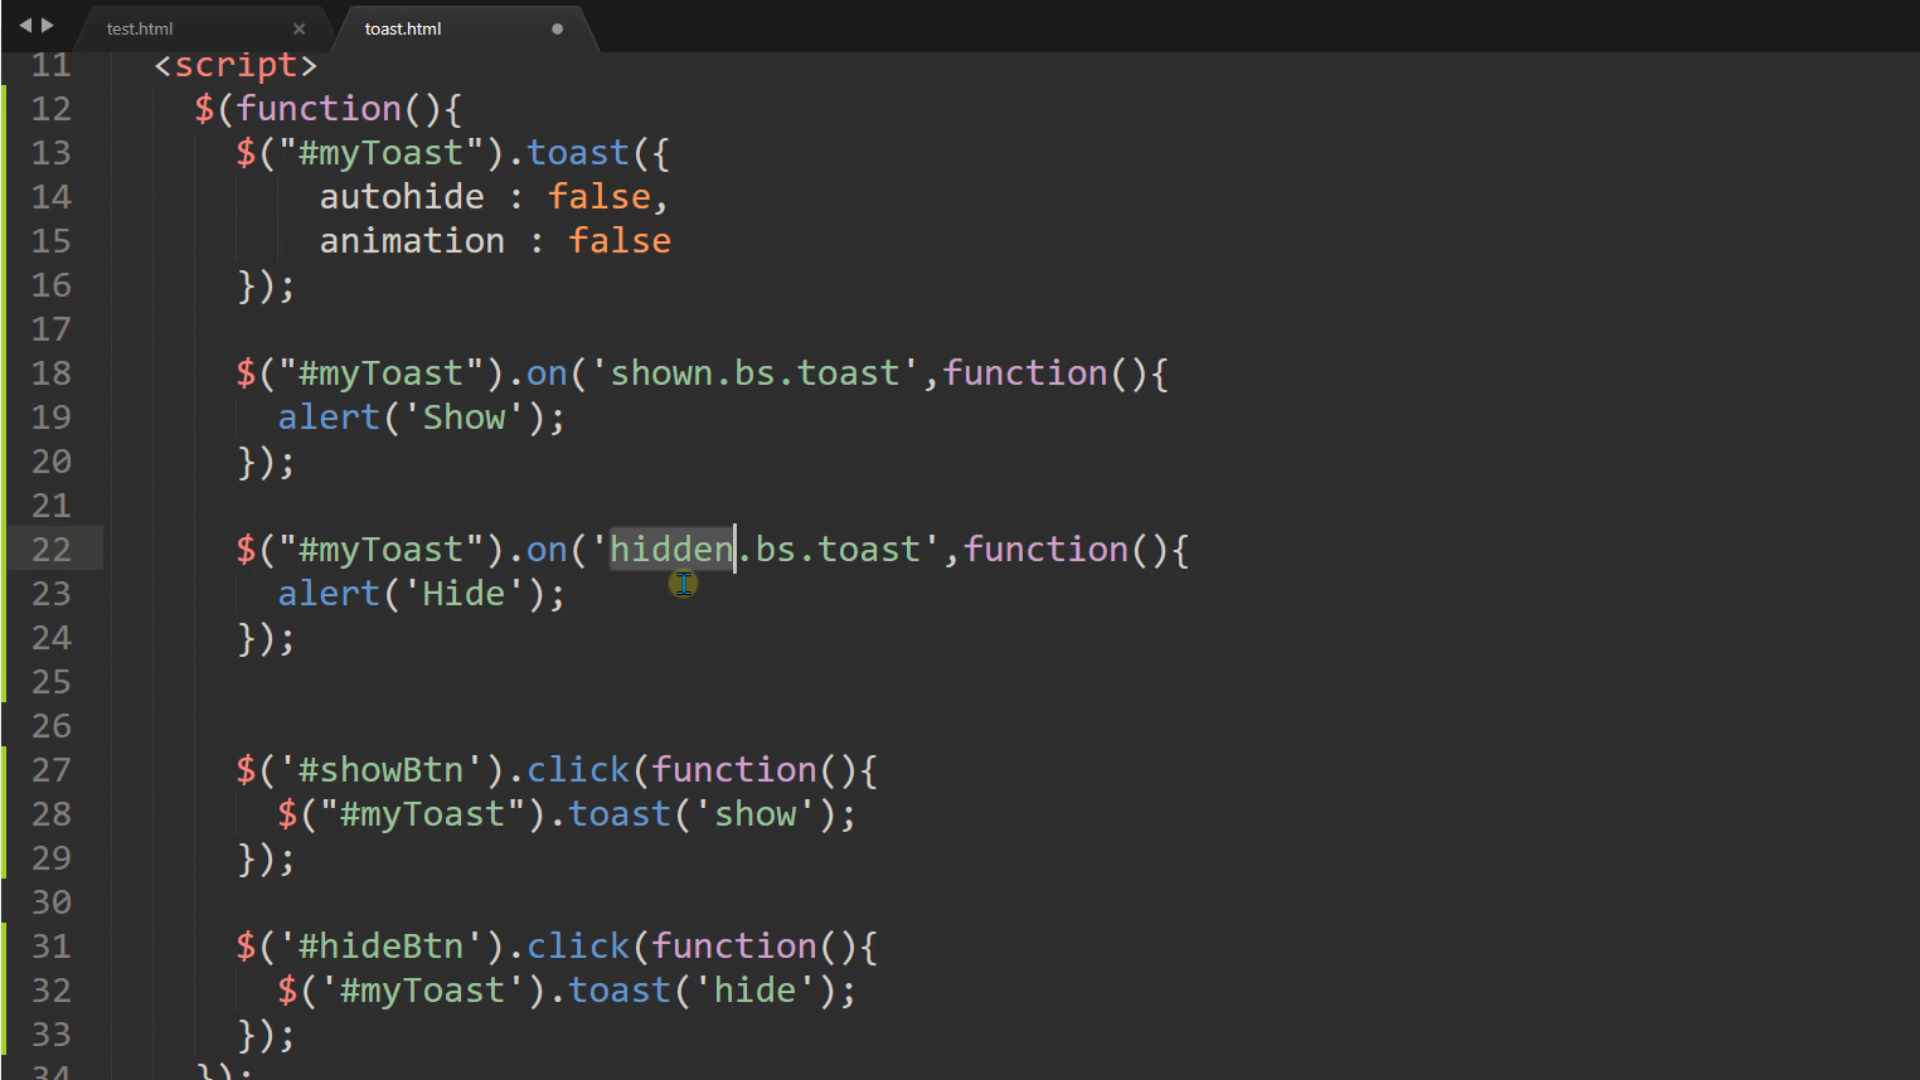 test.html × toast.html
11 <script>
12 $(function(){
13 $("#myToast").toast({
14 autohide : false,
15 animation : false
16 });
17
18 $("#myToast").on('shown.bs.toast',function(){
19 alert('Show');
20 });
21
22 $("#myToast").on('hidden.bs.toast',function(){
23 alert('Hide');
24 });
25
26
27 $('#showBtn').click(function(){
28 $("#myToast").toast('show');
29 });
30
31 $('#hideBtn').click(function(){
32 $('#myToast').toast('hide');
33 });
34 });